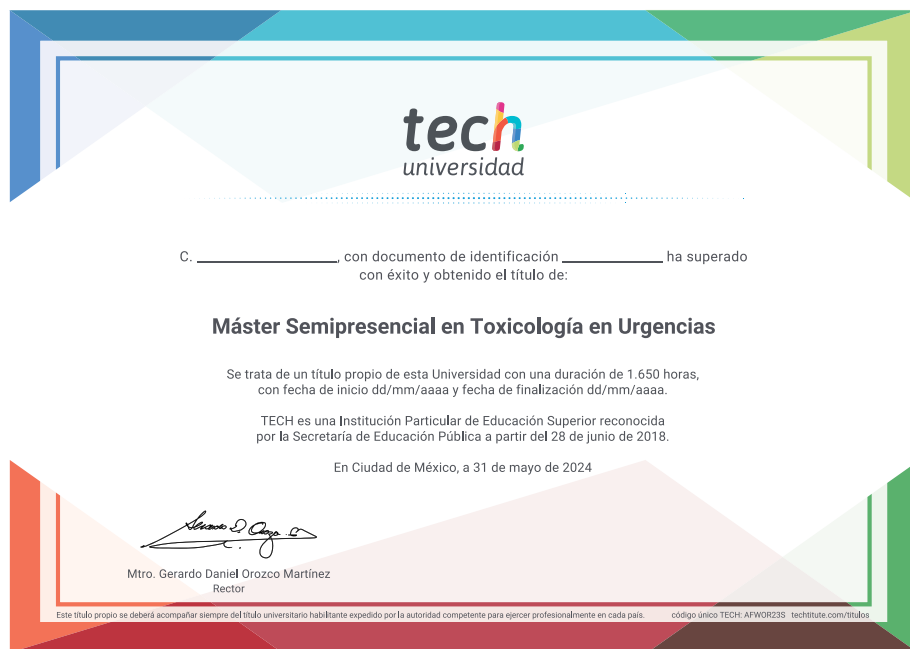 tech
universidad
C. ____________, con documento de identificación ____________ ha superado
con éxito y obtenido el título de:
Máster Semipresencial en Toxicología en Urgencias
Se trata de un título propio de esta Universidad con una duración de 1.650 horas,
con fecha de inicio dd/mm/aaaa y fecha de finalización dd/mm/aaaa.
TECH es una Institución Particular de Educación Superior reconocida
por la Secretaría de Educación Pública a partir del 28 de junio de 2018.
En Ciudad de México, a 31 de mayo de 2024
Mtro. Gerardo Daniel Orozco Martínez
Rector
Este título propio se deberá acompañar siempre del título universitario habilitante expedido por la autoridad competente para ejercer profesionalmente en cada país. código único TECH: AFWOR23S techtitute.com/titulos